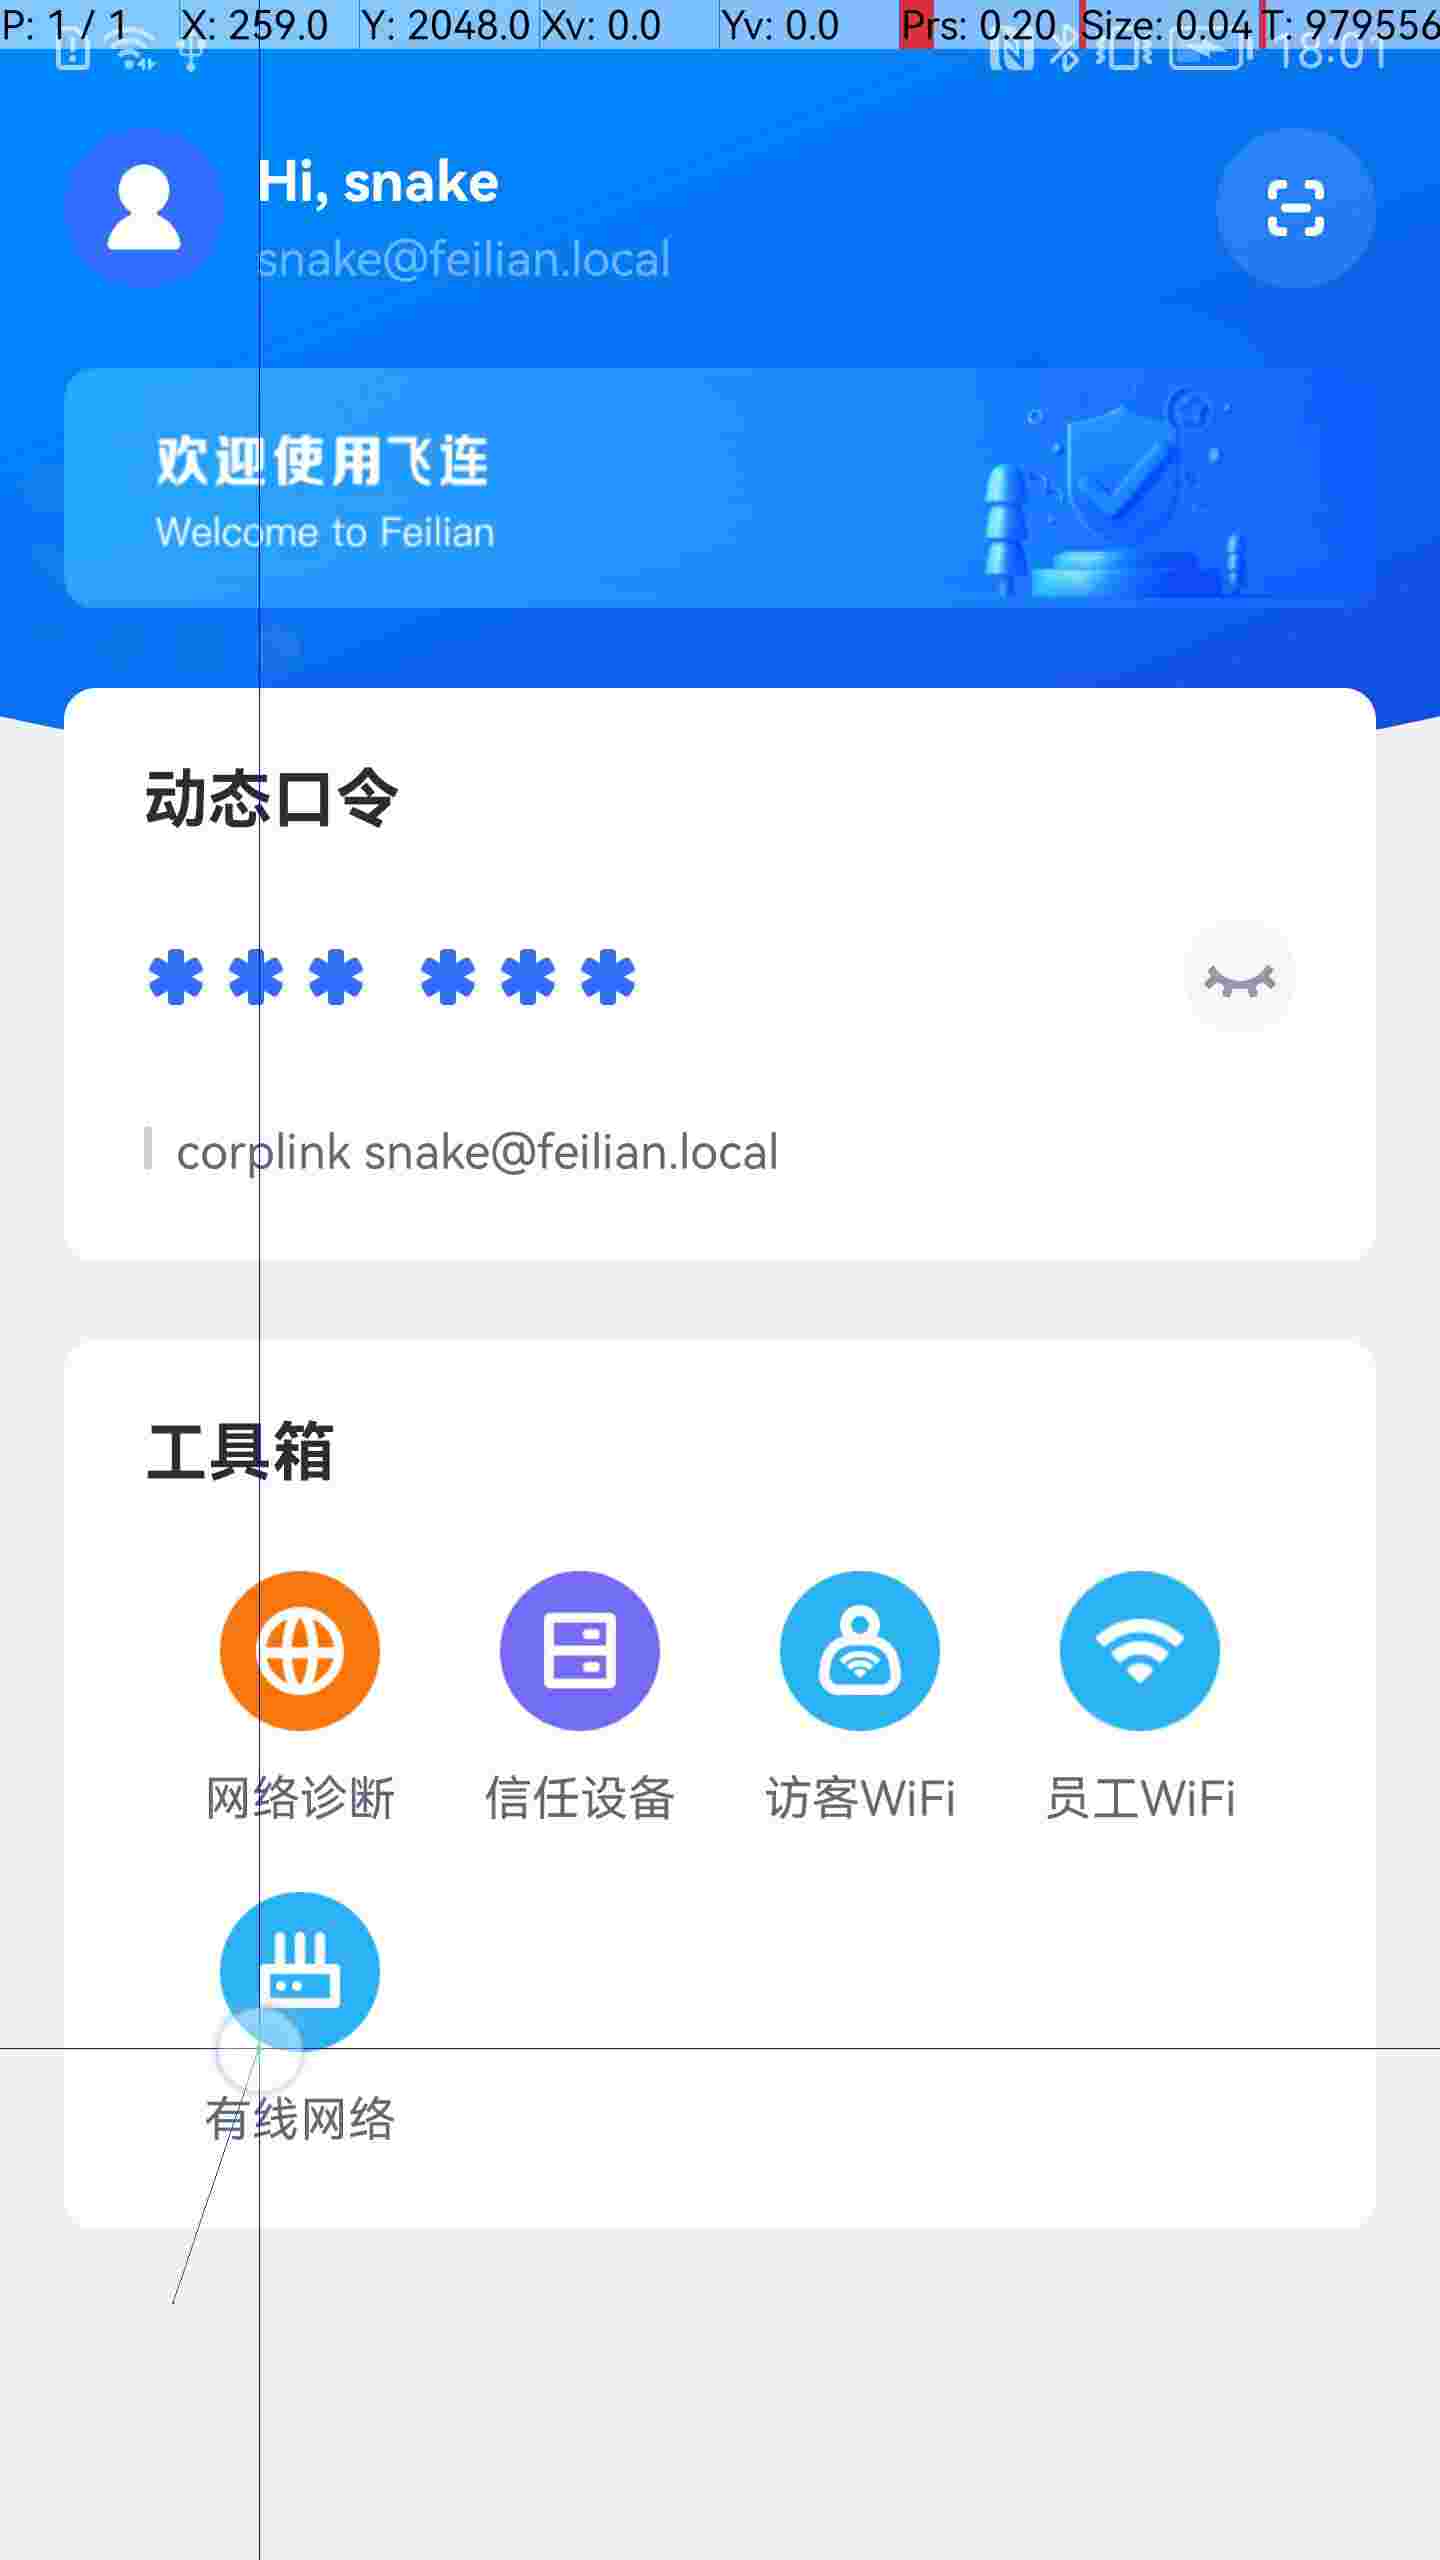 P: 1 / 1 X: 259.0 Y: 2048.0 Xv: 0.0 Yv: 0.0 Prs: 0.20 Size: 0.04 T: 979556
18:01
Hi, snake
snake@feilian.local
欢迎使用飞连
Welcome to Feilian
动态口令
*** ***
corplink snake@feilian.local
工具箱
网络诊断 信任设备 访客WiFi 员工WiFi
有线网络